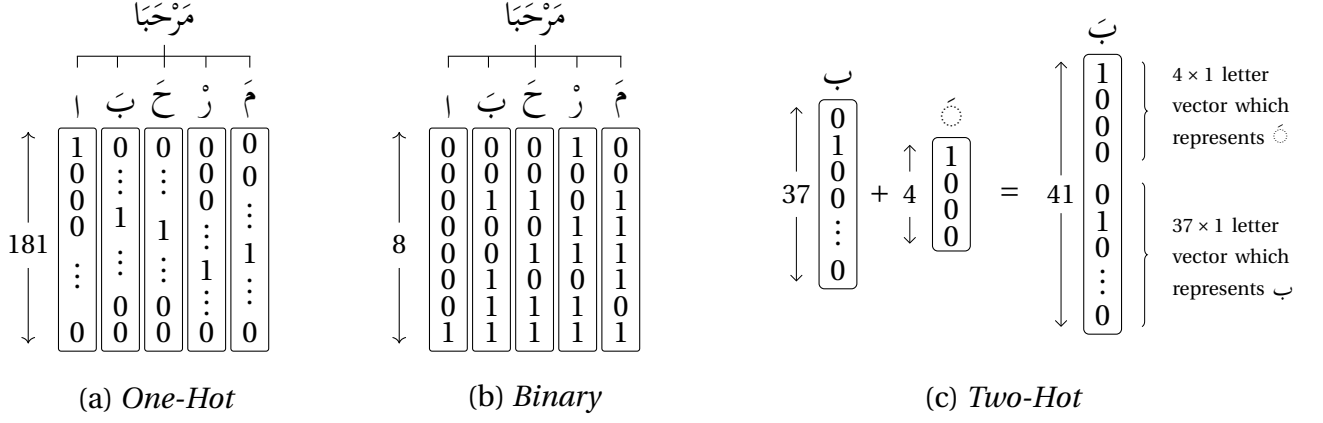 مَرْحَبَا
ا بَ حَ رْ مَ
181
1 0 0 0 0
0 ⋮ ⋮ 0 0
0 1 1 0 ⋮
0 ⋮ ⋮ ⋮ 1
⋮ 0 0 1 ⋮
0 0 0 ⋮ 0
0
(a) One-Hot
مَرْحَبَا
ا بَ حَ رْ مَ
8
0 0 0 1 0
0 0 0 0 0
0 1 1 0 1
0 0 0 1 1
0 0 1 1 1
0 1 0 0 1
0 1 1 1 0
1 1 1 1 1
(b) Binary
ب
37
0
1
0
0
⋮
0
+
◌َ
4
1
0
0
0
=
بَ
41
1
0
0
0
0
1
0
⋮
0
4 × 1 letter
vector which
represents ◌َ
37 × 1 letter
vector which
represents ب
(c) Two-Hot